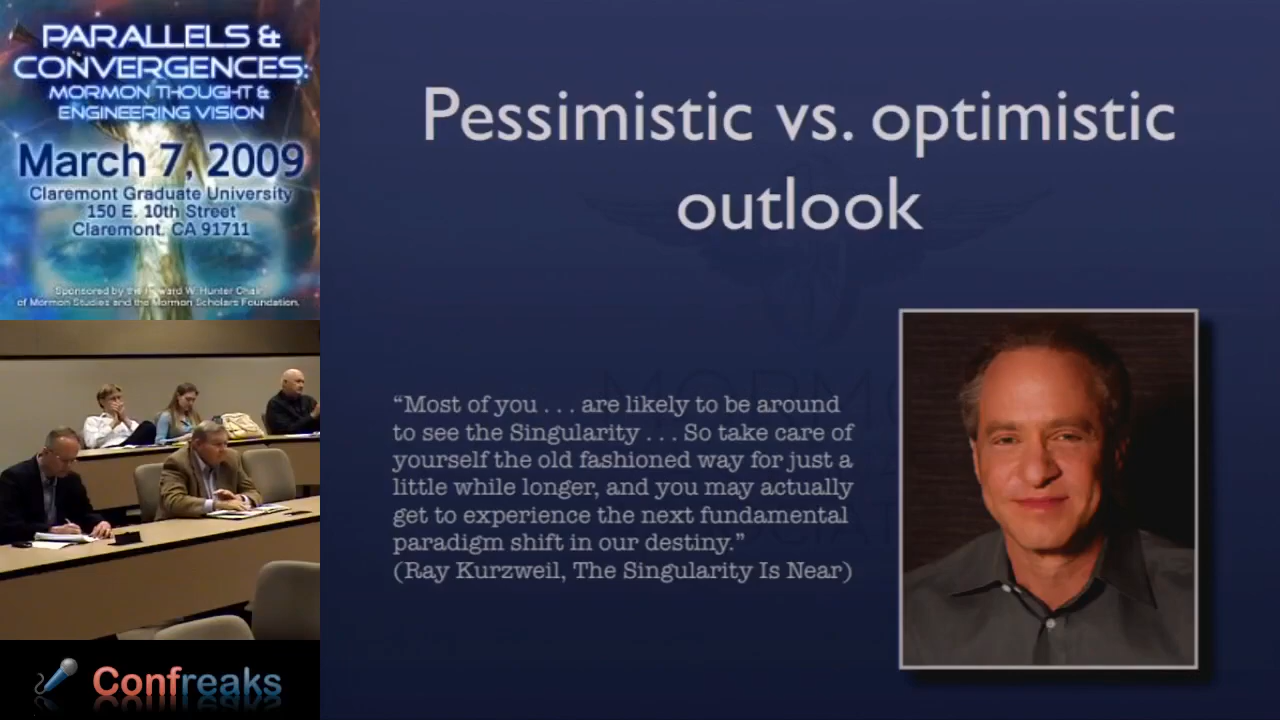 PARALLELS &
CONVERGENCES:
MORMON THOUGHT &
ENGINEERING VISION
March 7, 2009
Claremont Graduate University
150 E. 10th Street
Claremont, CA 91711
Sponsored by the Howard W. Hunter Chair
of Mormon Studies and the Mormon Scholars Foundation.
Confreaks
Pessimistic vs. optimistic
outlook
“Most of you . . . are likely to be around
to see the Singularity . . . So take care of
yourself the old fashioned way for just a
little while longer, and you may actually
get to experience the next fundamental
paradigm shift in our destiny.”
(Ray Kurzweil, The Singularity Is Near)